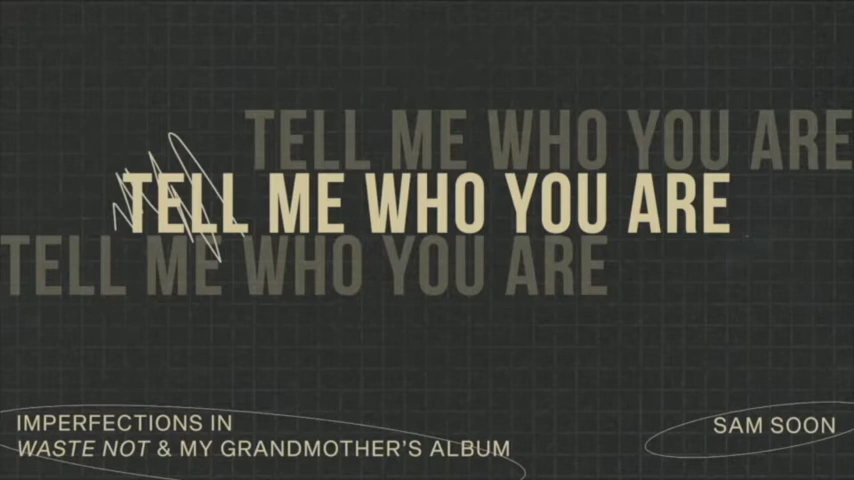 TELL ME WHO YOU ARE
TELL ME WHO YOU ARE
TELL ME WHO YOU ARE
IMPERFECTIONS IN
WASTE NOT & MY GRANDMOTHER'S ALBUM
SAM SOON